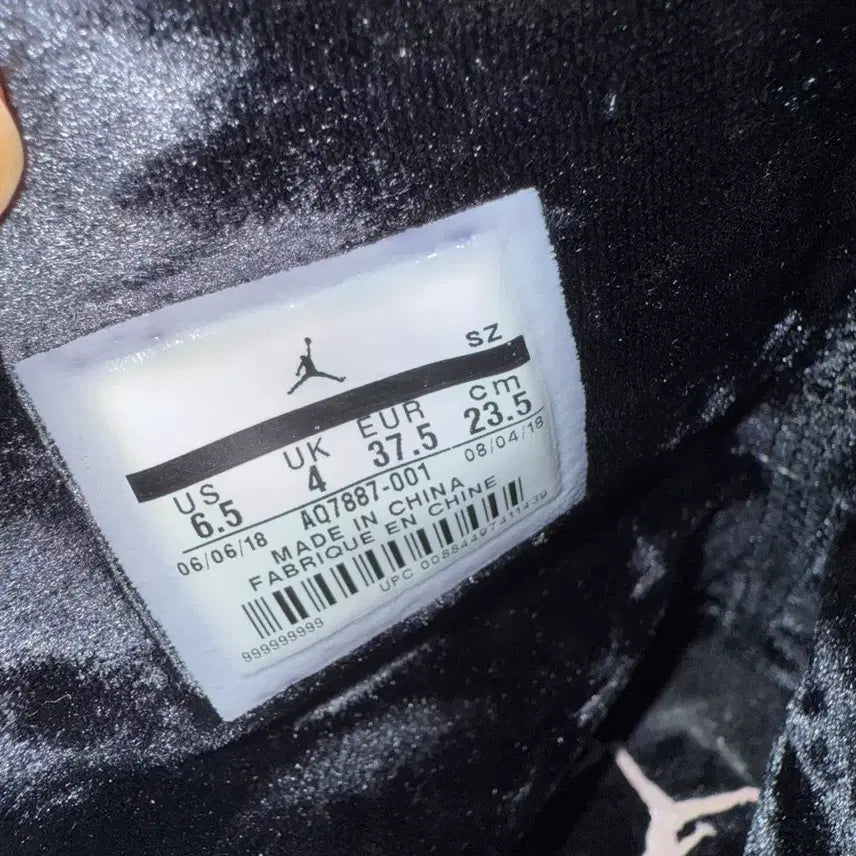 SZ
US UK EUR cm
6.5 4 37.5 23.5
06/06/18 AQ7887-001 08/04/18
MADE IN CHINA
FABRIQUE EN CHINE
UPC 00884497411439
999999999